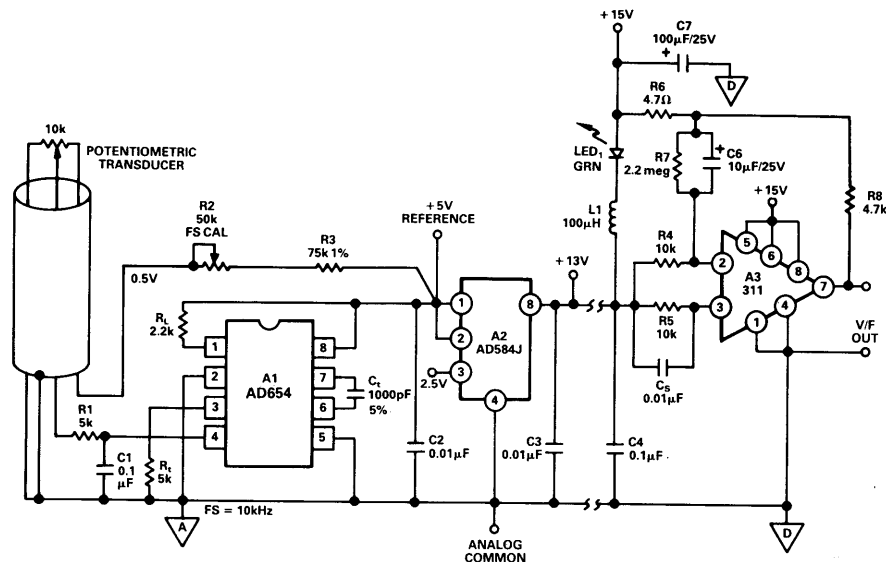 +15V
C7
100μF/25V
+
D
R6
4.7Ω
10k
POTENTIOMETRIC
TRANSDUCER
LED1
GRN
R7
2.2 meg
+
C6
10μF/25V
R8
4.7k
R2
50k
FS CAL
+5V
REFERENCE
L1
100μH
+15V
R3
75k 1%
0.5V
+13V
R4
10k
5
6
8
A3
311
2
7
3
4
1
R5
10k
V/F
OUT
CS
0.01μF
RL
2.2k
1
2
3
4
8
7
6
5
A1
AD654
Ct
1000pF
5%
1
2
3
4
8
A2
AD584J
2.5V
R1
5k
C1
0.1
μF
Rt
5k
C2
0.01μF
C3
0.01μF
C4
0.1μF
A
FS = 10kHz
ANALOG
COMMON
D